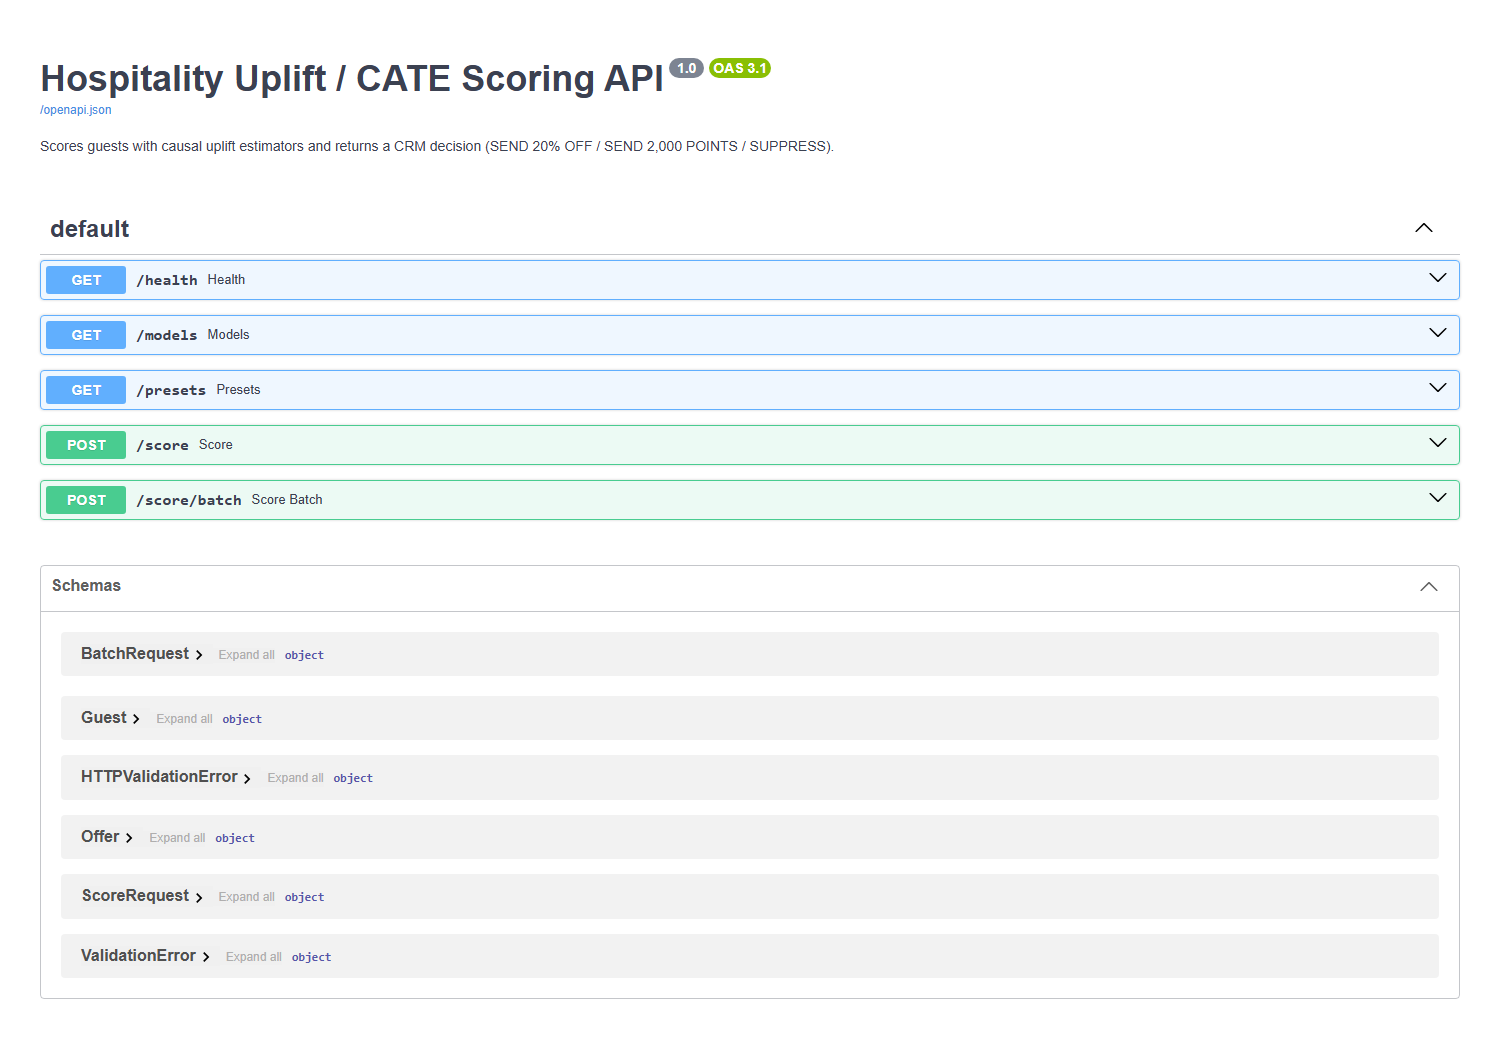 Hospitality Uplift / CATE Scoring API 1.0 OAS 3.1
/openapi.json
Scores guests with causal uplift estimators and returns a CRM decision (SEND 20% OFF / SEND 2,000 POINTS / SUPPRESS).
default
GET /health Health
GET /models Models
GET /presets Presets
POST /score Score
POST /score/batch Score Batch
Schemas
BatchRequest Expand all object
Guest Expand all object
HTTPValidationError Expand all object
Offer Expand all object
ScoreRequest Expand all object
ValidationError Expand all object